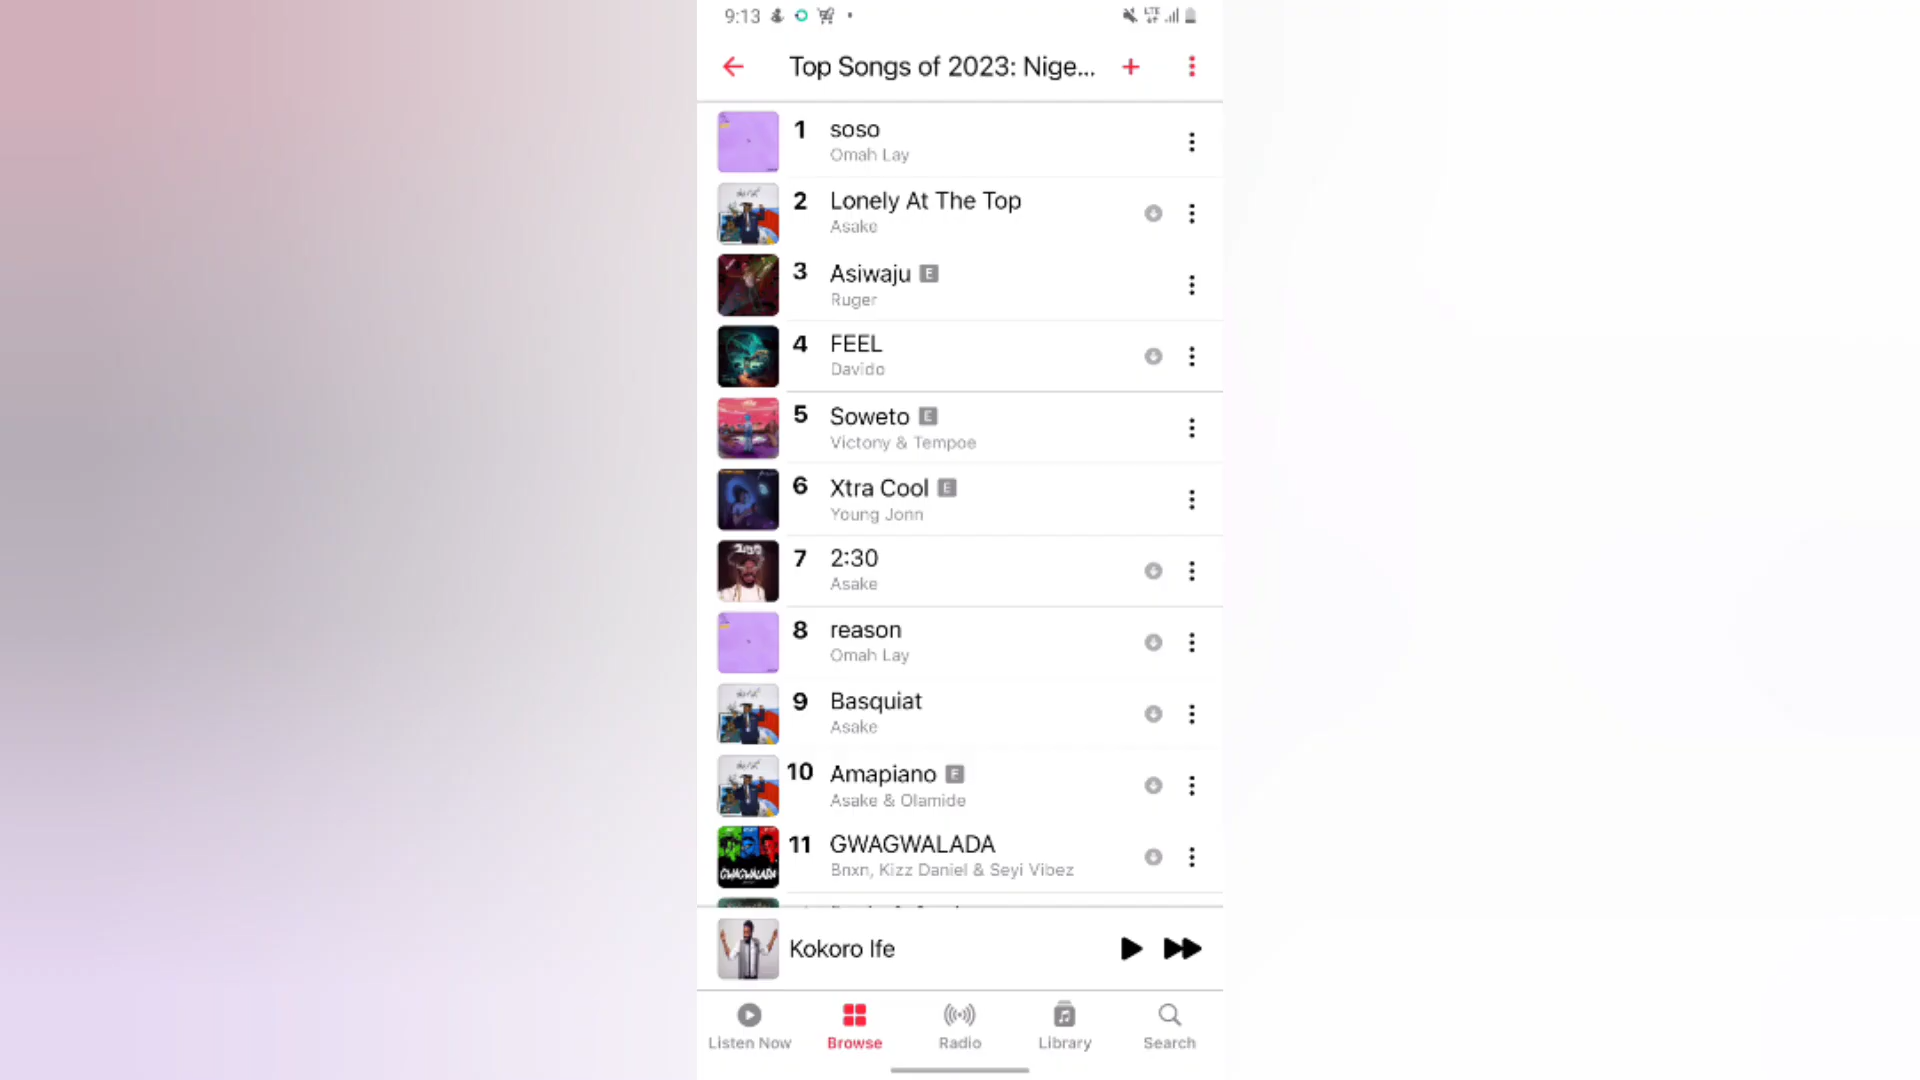 9:13
LTE
Top Songs of 2023: Nige...
1 soso
Omah Lay
2 Lonely At The Top
Asake
3 Asiwaju E
Ruger
4 FEEL
Davido
5 Soweto E
Victony & Tempoe
6 Xtra Cool E
Young Jonn
7 2:30
Asake
8 reason
Omah Lay
9 Basquiat
Asake
10 Amapiano E
Asake & Olamide
11 GWAGWALADA
Bnxn, Kizz Daniel & Seyi Vibez
GWAGWALADA
Kokoro Ife
Listen Now
Browse
Radio
Library
Search